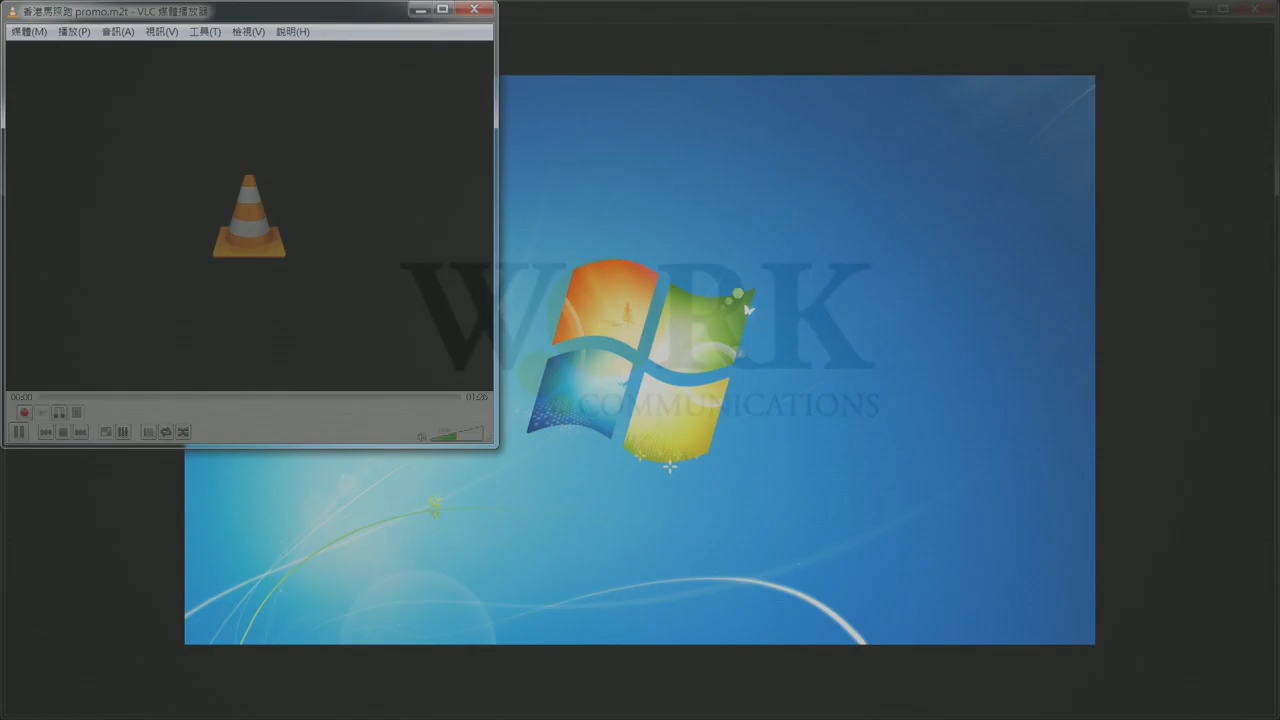 香港馬照跑 promo.m2t - VLC 媒體播放器
媒體(M) 播放(P) 音訊(A) 視訊(V) 工具(T) 檢視(V) 說明(H)
WORK
COMMUNICATIONS
00:00 01:26